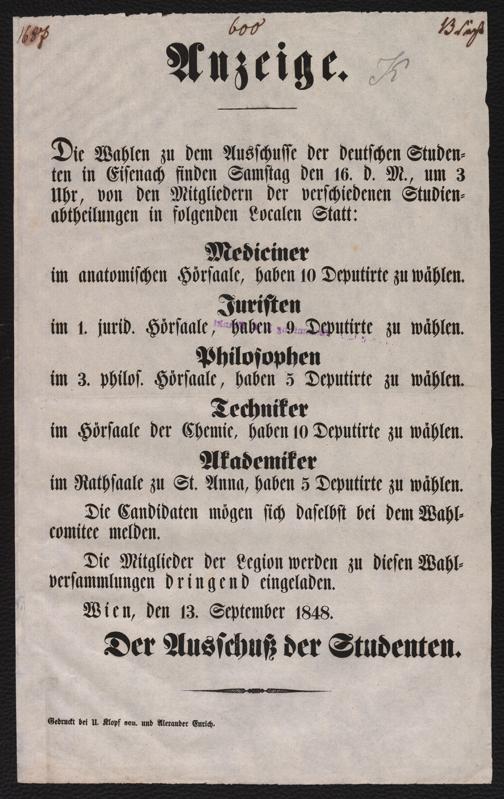 1687
600
Anzeige.
K
Die Wahlen zu dem Ausschusse der deutschen Studen-
ten in Eisenach finden Samstag den 16. d. M., um 3
Uhr, von den Mitgliedern der verschiedenen Studien-
abtheilungen in folgenden Localen Statt:
Mediciner
im anatomischen Hörsaale, haben 10 Deputirte zu wählen.
Juristen
im 1. jurid. Hörsaale, haben 9 Deputirte zu wählen.
Philosophen
im 3. philos. Hörsaale, haben 5 Deputirte zu wählen.
Techniker
im Hörsaale der Chemie, haben 10 Deputirte zu wählen.
Akademiker
im Rathsaale zu St. Anna, haben 5 Deputirte zu wählen.
Die Candidaten mögen sich daselbst bei dem Wahl-
comitee melden.
Die Mitglieder der Legion werden zu diesen Wahl-
versammlungen dringend eingeladen.
Wien, den 13. September 1848.
Der Ausschuß der Studenten.
Gedruckt bei U. Klopf sen. und Alexander Eurich.